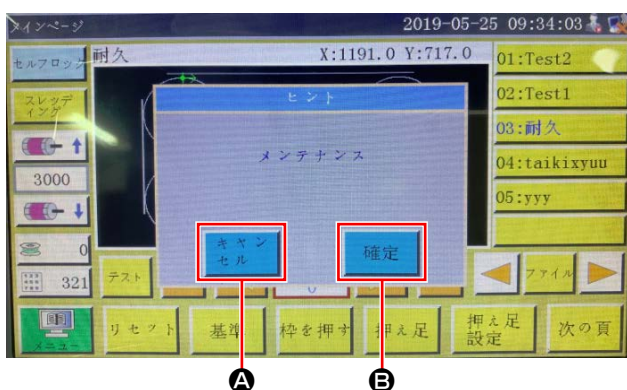 メインページ
2019-05-25 09:34:03
セルフロッシ
耐久
X:1191.0 Y:717.0
01:Test2
スレッデ
ィング
ヒント
02:Test1
メンテナンス
03:耐久
04:taikixyuu
3000
05:yyy
キャン
セル
確定
0
321
テスト
0
ファイル
メニュー
リセット
基準
枠を押す
押え足
押え足
設定
次の頁
A
B